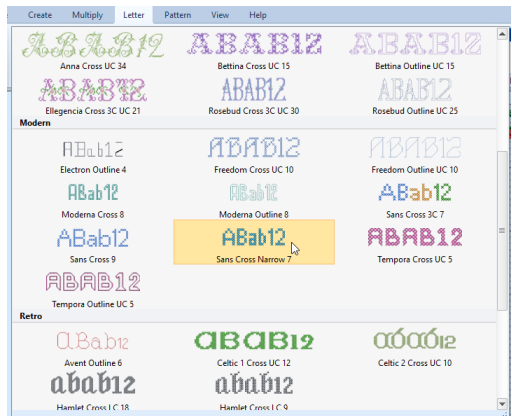 Create Multiply Letter Pattern View Help
ABAB12 ABABIZ ABAB12
Anna Cross UC 34 Bettina Cross UC 15 Bettina Outline UC 15
ABAB12 ABAB12 ABAB12
Ellegencia Cross 3C UC 21 Rosebud Cross 3C UC 30 Rosebud Outline UC 25
Modern
ABab12 ABAB12 ABAB12
Electron Outline 4 Freedom Cross UC 10 Freedom Outline UC 10
ABab12 ABab12 ABab12
Moderna Cross 8 Moderna Outline 8 Sans Cross 3C 7
ABab12 ABab12 ABAB12
Sans Cross 9 Sans Cross Narrow 7 Tempora Cross UC 5
ABAB12
Tempora Outline UC 5
Retro
ABab12 ABAB12 abab12
Avent Outline 6 Celtic 1 Cross UC 12 Celtic 2 Cross UC 10
abab12 abab12
Hamlet Cross LC 18 Hamlet Cross LC 9